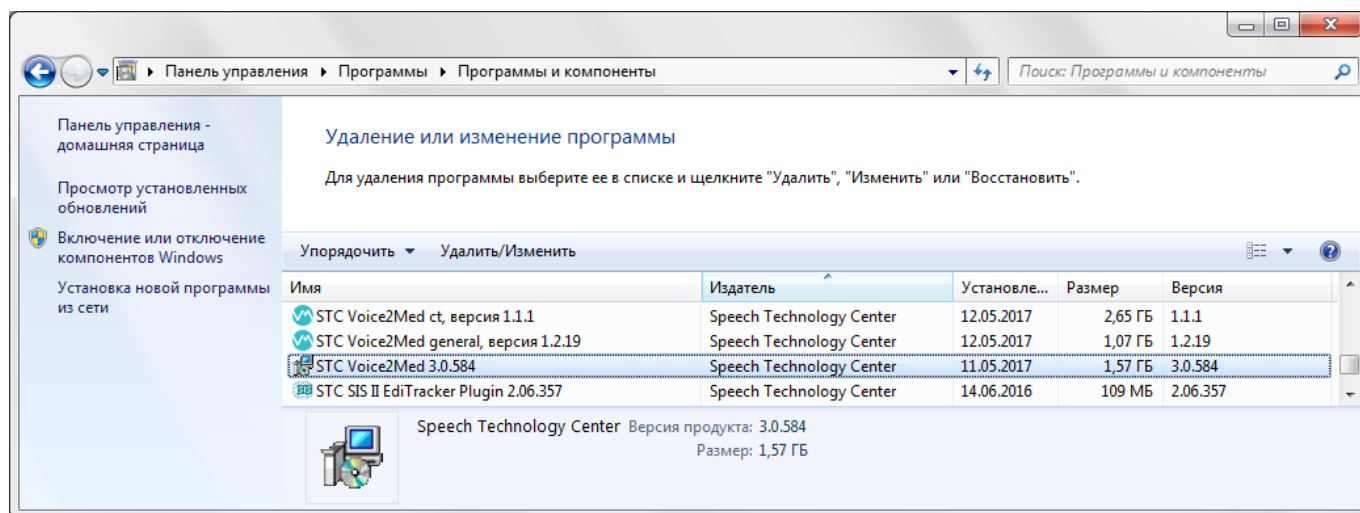 Панель управления ▸ Программы ▸ Программы и компоненты
Поиск: Программы и компоненты
Панель управления -
домашняя страница
Просмотр установленных
обновлений
Включение или отключение
компонентов Windows
Установка новой программы
из сети
Удаление или изменение программы
Для удаления программы выберите ее в списке и щелкните "Удалить", "Изменить" или "Восстановить".
Упорядочить Удалить/Изменить
Имя Издатель Установле... Размер Версия
STC Voice2Med ct, версия 1.1.1 Speech Technology Center 12.05.2017 2,65 ГБ 1.1.1
STC Voice2Med general, версия 1.2.19 Speech Technology Center 12.05.2017 1,07 ГБ 1.2.19
STC Voice2Med 3.0.584 Speech Technology Center 11.05.2017 1,57 ГБ 3.0.584
STC SIS II EdiTracker Plugin 2.06.357 Speech Technology Center 14.06.2016 109 МБ 2.06.357
Speech Technology Center Версия продукта: 3.0.584
Размер: 1,57 ГБ